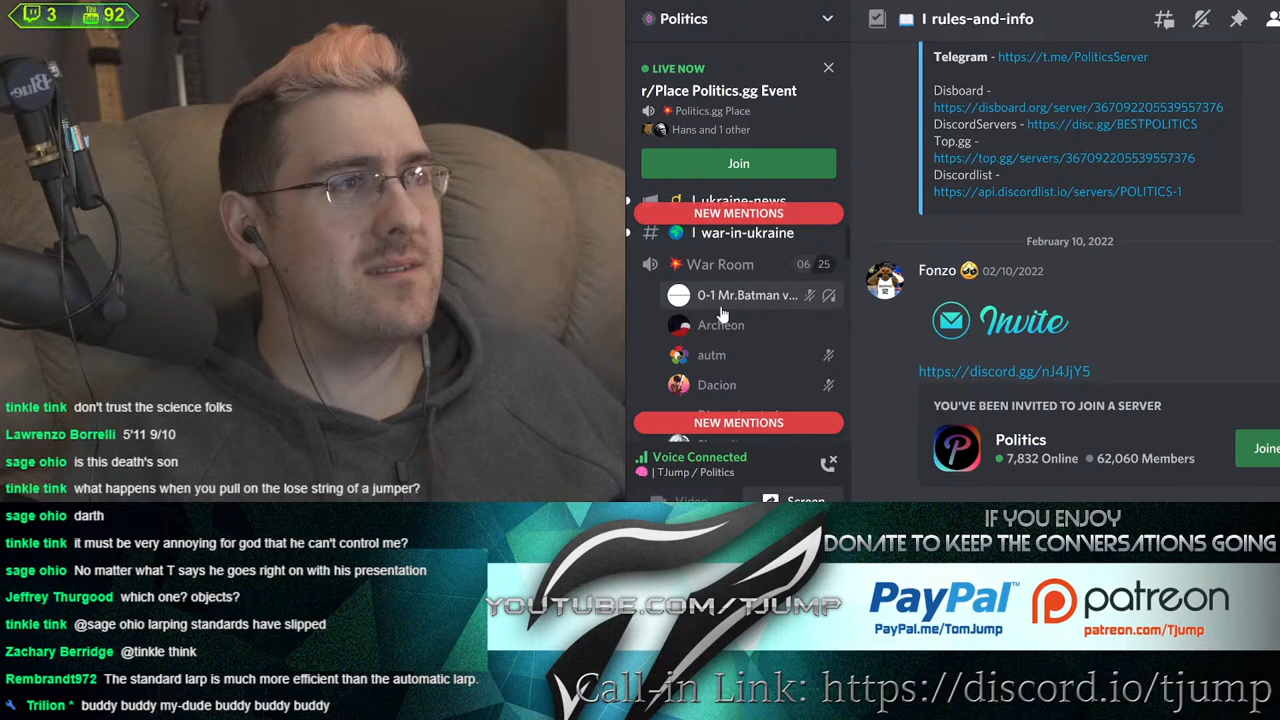 3 You Tube 92
Blue
tinkle tink don't trust the science folks
Lawrenzo Borrelli 5'11 9/10
sage ohio is this death's son
tinkle tink what happens when you pull on the lose string of a jumper?
sage ohio darth
tinkle tink it must be very annoying for god that he can't control me?
sage ohio No matter what T says he goes right on with his presentation
Jeffrey Thurgood which one? objects?
tinkle tink @sage ohio larping standards have slipped
Zachary Berridge @tinkle think
Rembrandt972 The standard larp is much more efficient than the automatic larp.
Trilion * buddy buddy my-dude buddy buddy buddy
Politics
LIVE NOW
r/Place Politics.gg Event
Politics.gg Place
Hans and 1 other
Join
| ukraine-news
NEW MENTIONS
# | war-in-ukraine
War Room 06 25
0-1 Mr.Batman v...
Archeon
autm
Dacion
NEW MENTIONS
Voice Connected
| TJump / Politics
Video Screen
| rules-and-info
Telegram - https://t.me/PoliticsServer
Disboard -
https://disboard.org/server/367092205539557376
DiscordServers - https://disc.gg/BESTPOLITICS
Top.gg -
https://top.gg/servers/367092205539557376
Discordlist -
https://api.discordlist.io/servers/POLITICS-1
February 10, 2022
Fonzo 02/10/2022
Invite
https://discord.gg/nJ4JjY5
YOU'VE BEEN INVITED TO JOIN A SERVER
Politics
7,832 Online 62,060 Members
Joine
IF YOU ENJOY
DONATE TO KEEP THE CONVERSATIONS GOING
YOUTUBE.COM/TJUMP
PayPal™
PayPal.me/TomJump
patreon
patreon.com/Tjump
Call-in Link: https://discord.io/tjump